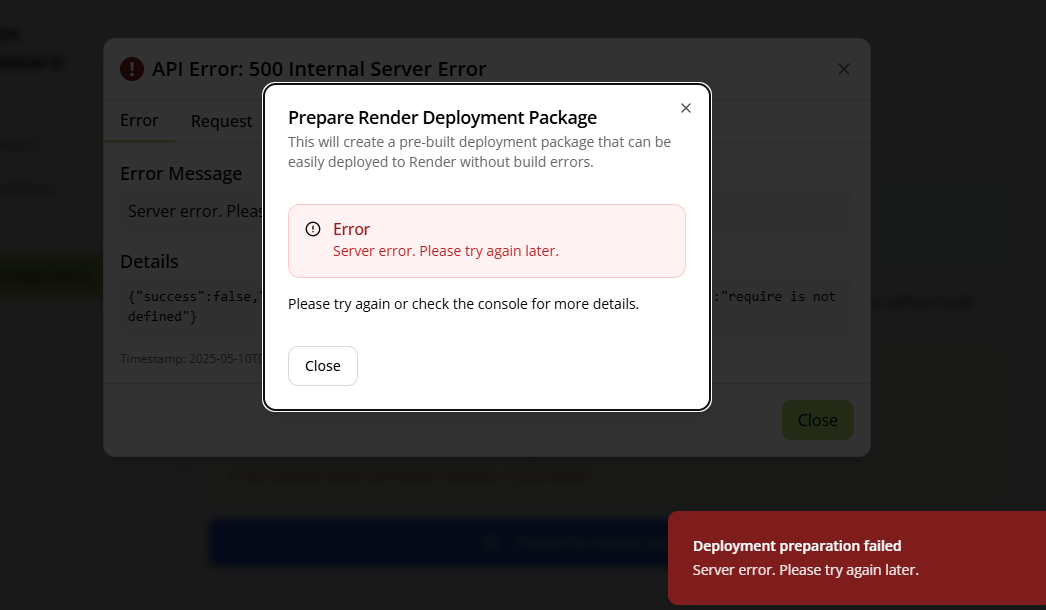 API Error: 500 Internal Server Error
Error
Request
Error Message
Server error. Pleas
Details
{"success":false,"
:"require is not
defined"}
Timestamp: 2025-05-10T
Close
Prepare Render Deployment Package
This will create a pre-built deployment package that can be
easily deployed to Render without build errors.
Error
Server error. Please try again later.
Please try again or check the console for more details.
Close
Deployment preparation failed
Server error. Please try again later.